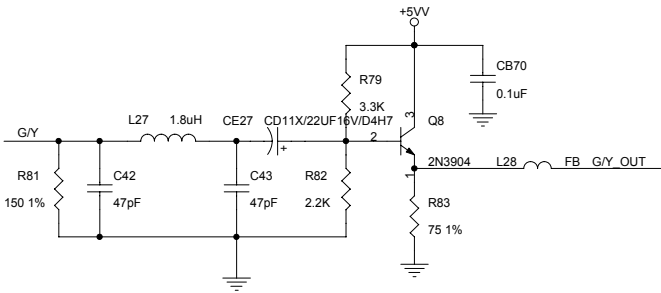 +5VV
CB70
0.1uF
R79
3.3K
L27 1.8uH CE27 CD11X/22UF16V/D4H7
3
Q8
G/Y
2
+
2N3904
L28 FB G/Y_OUT
1
R81
150 1%
C42
47pF
C43
47pF
R82
2.2K
R83
75 1%